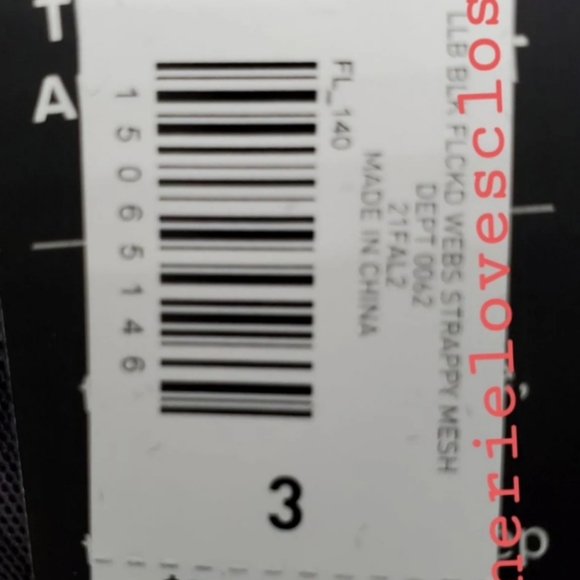 LLB BLK FLCKD WEBS STRAPPY MESH
DEPT 0062
21FAL2
MADE IN CHINA
FL_140
15065146
3
T
A